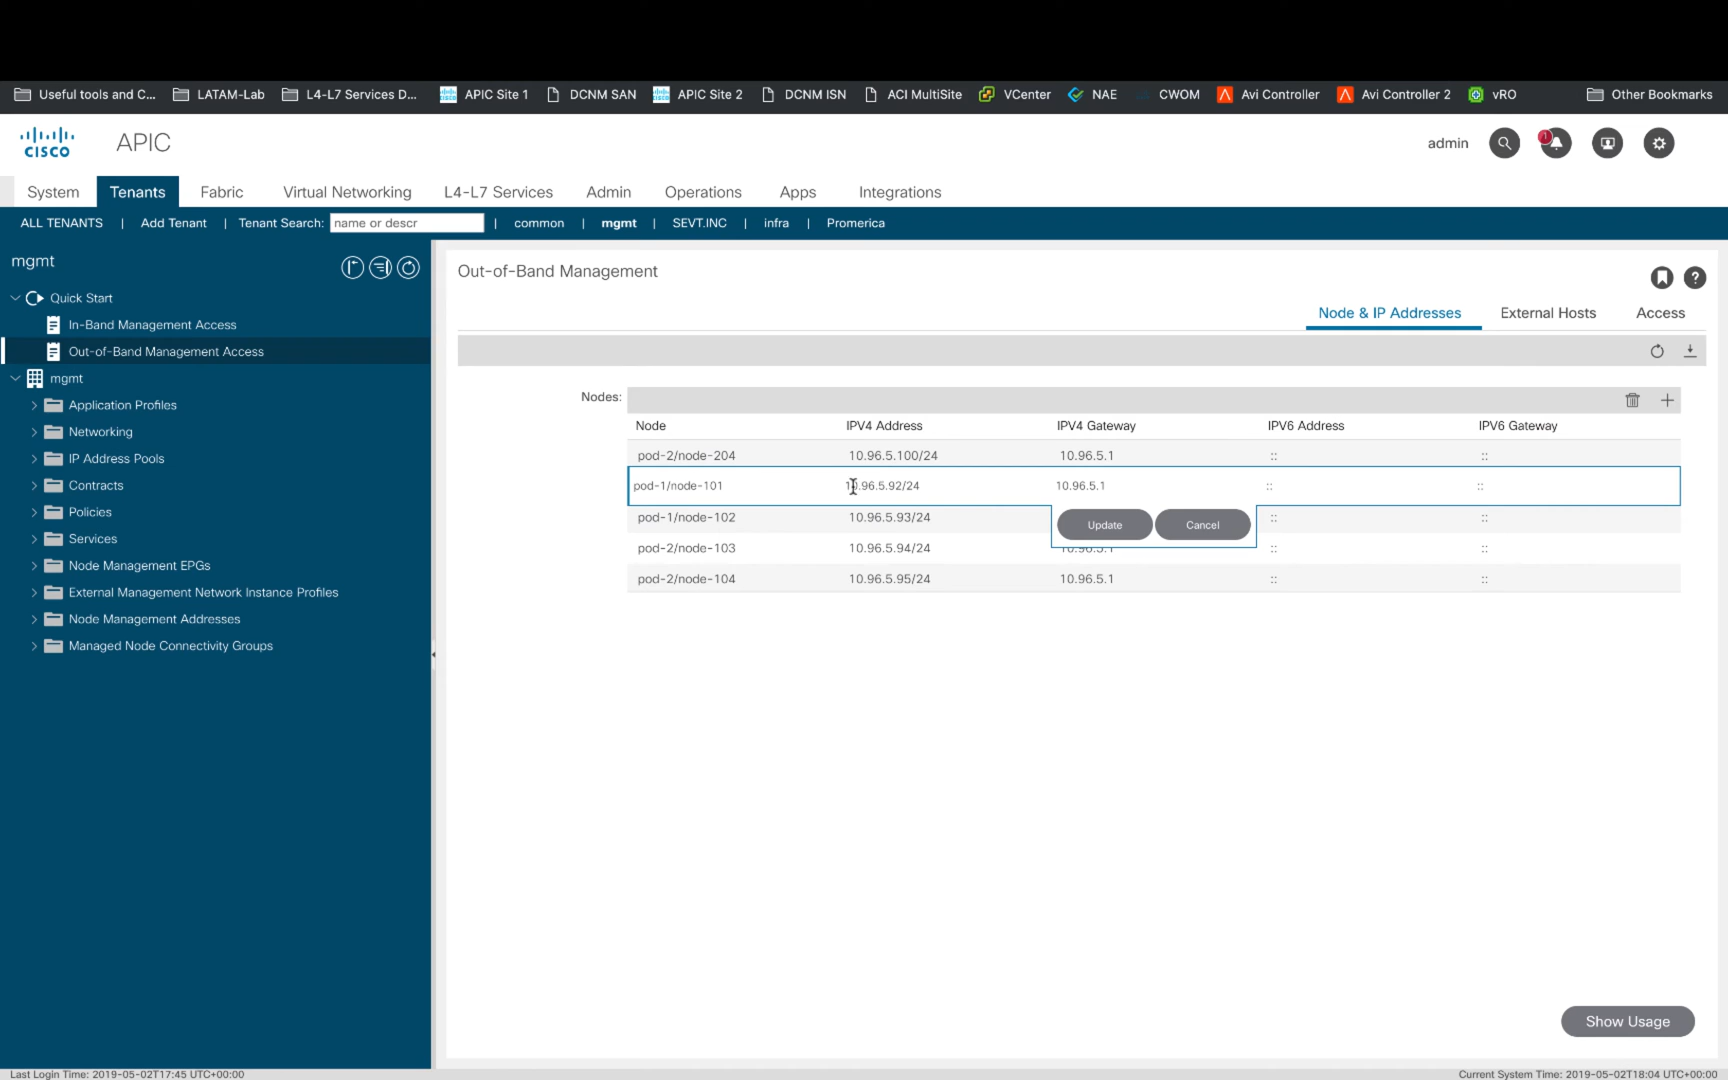 Useful tools and C... LATAM-Lab L4-L7 Services D... APIC Site 1 DCNM SAN APIC Site 2 DCNM ISN ACI MultiSite VCenter NAE CWOM Avi Controller Avi Controller 2 vRO Other Bookmarks
CISCO APIC admin 1
System Tenants Fabric Virtual Networking L4-L7 Services Admin Operations Apps Integrations
ALL TENANTS | Add Tenant | Tenant Search: name or descr | common | mgmt | SEVT.INC | infra | Promerica
mgmt
Quick Start
In-Band Management Access
Out-of-Band Management Access
mgmt
Application Profiles
Networking
IP Address Pools
Contracts
Policies
Services
Node Management EPGs
External Management Network Instance Profiles
Node Management Addresses
Managed Node Connectivity Groups
Out-of-Band Management
?
Node & IP Addresses External Hosts Access
Nodes:
Node IPV4 Address IPV4 Gateway IPV6 Address IPV6 Gateway
pod-2/node-204 10.96.5.100/24 10.96.5.1 :: ::
pod-1/node-101 10.96.5.92/24 10.96.5.1 :: ::
pod-1/node-102 10.96.5.93/24 :: ::
Update Cancel
pod-2/node-103 10.96.5.94/24 10.96.5.1 :: ::
pod-2/node-104 10.96.5.95/24 10.96.5.1 :: ::
Show Usage
Last Login Time: 2019-05-02T17:45 UTC+00:00 Current System Time: 2019-05-02T18:04 UTC+00:00